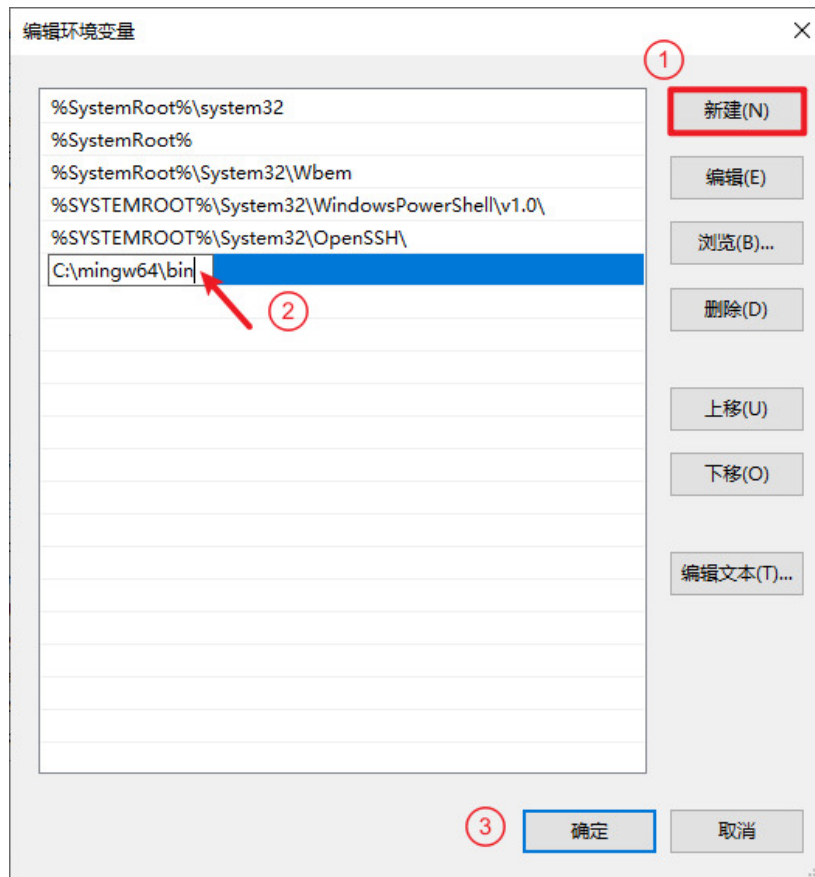 编辑环境变量
①
%SystemRoot%\system32
新建(N)
%SystemRoot%
%SystemRoot%\System32\Wbem
编辑(E)
%SYSTEMROOT%\System32\WindowsPowerShell\v1.0\
%SYSTEMROOT%\System32\OpenSSH\
浏览(B)...
C:\mingw64\bin
②
删除(D)
上移(U)
下移(O)
编辑文本(T)...
③
确定
取消